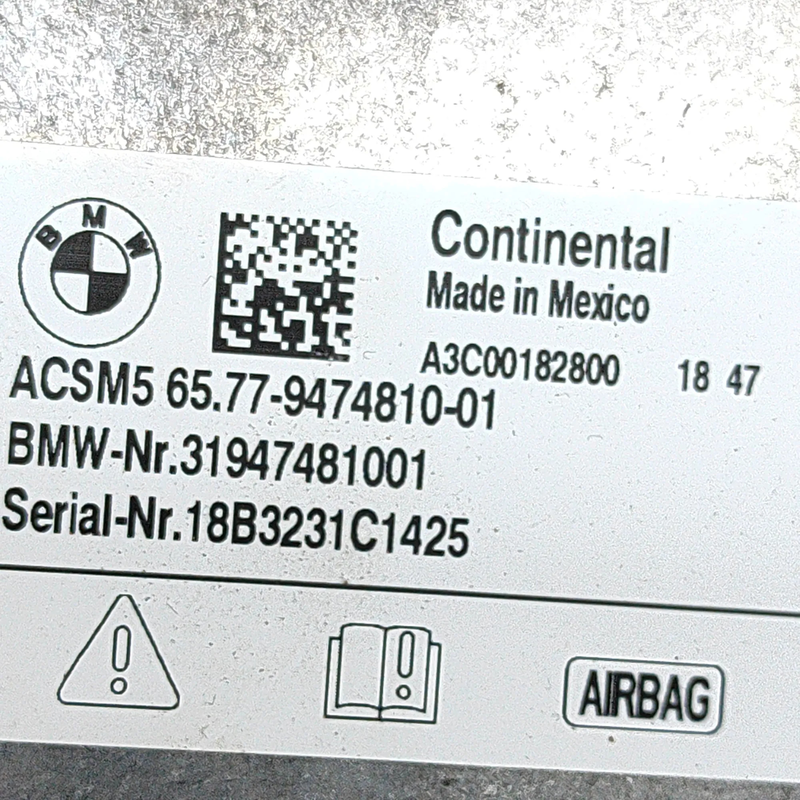 BMW
Continental
Made in Mexico
A3C00182800 18 47
ACSM5 65.77-9474810-01
BMW-Nr.31947481001
Serial-Nr.18B3231C1425
AIRBAG